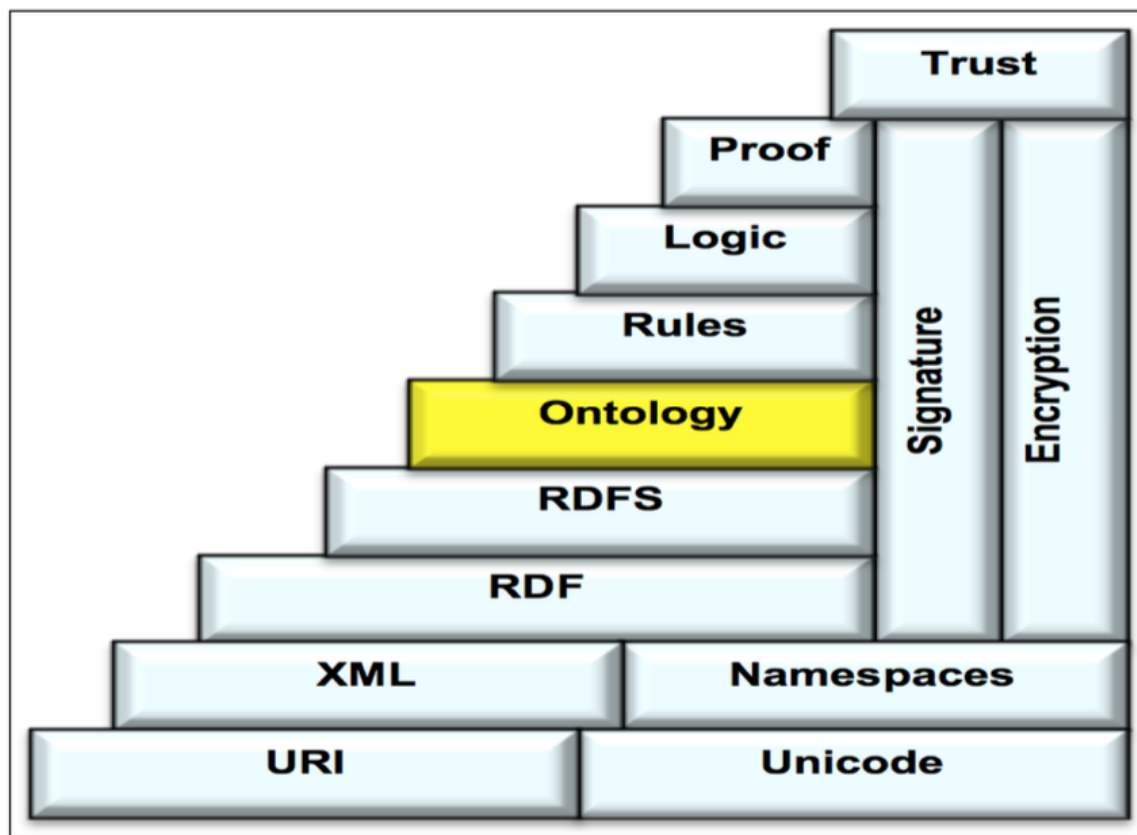 Trust
Proof
Logic
Rules
Ontology
RDFS
RDF
Signature
Encryption
XML
Namespaces
URI
Unicode